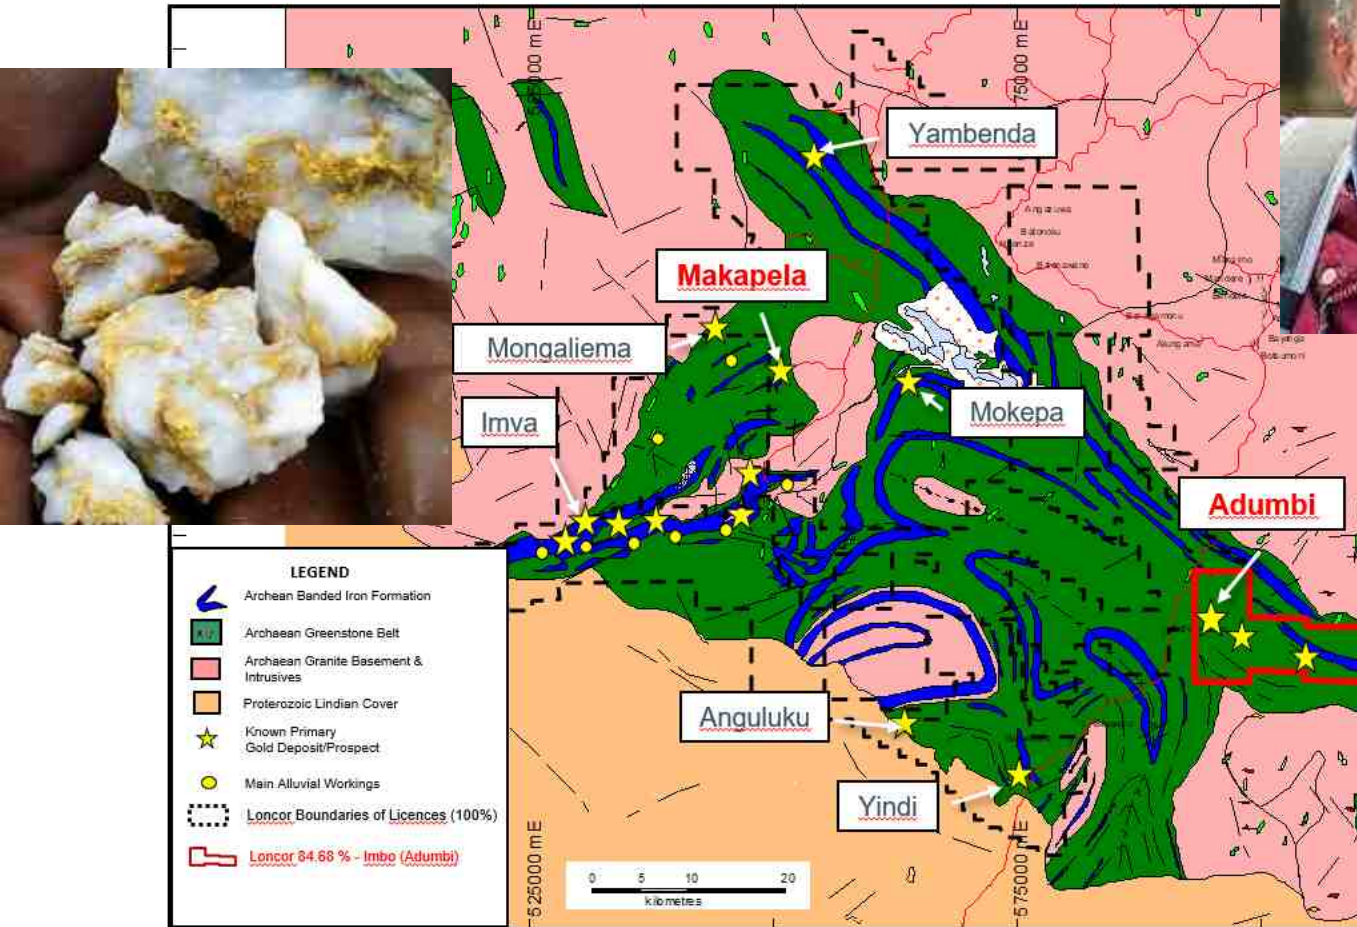 Yambenda
Makapela
Mongaliema
Imva
Mokepa
Adumbi
Anguluku
Yindi
LEGEND
Archean Banded Iron Formation
Archaean Greenstone Belt
Archaean Granite Basement &
Intrusives
Proterozoic Lindian Cover
Known Primary
Gold Deposit/Prospect
Main Alluvial Workings
Loncor Boundaries of Licences (100%)
Loncor 84.68 % - Imbo (Adumbi)
525000 mE
575000 mE
0 5 10 20
kilometres